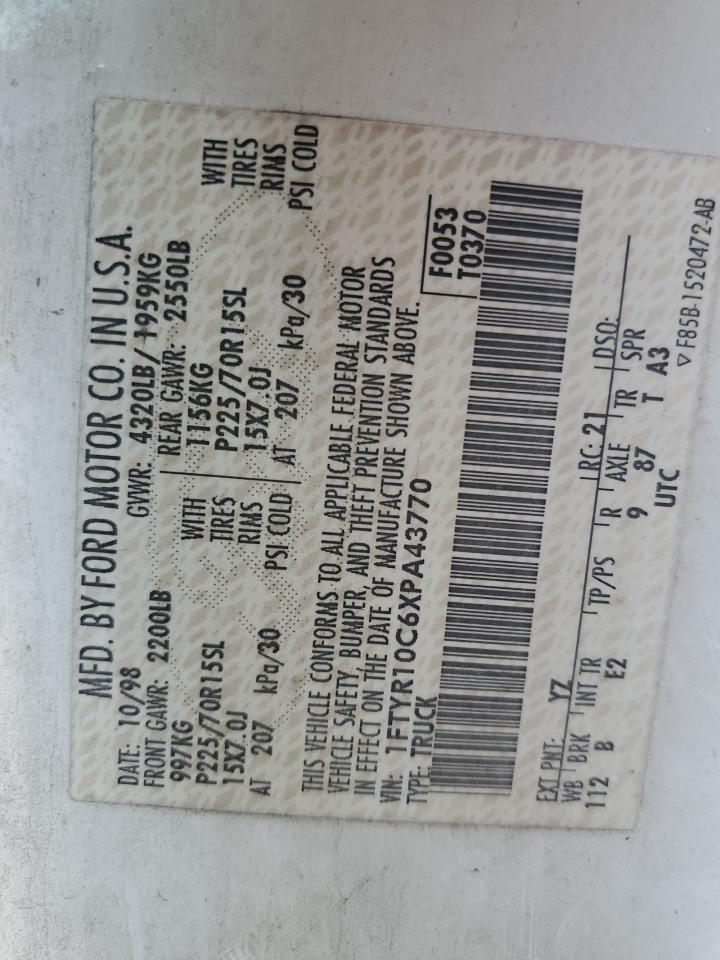 MFD. BY FORD MOTOR CO. IN U.S.A.
DATE: 10/98 GVWR: 4320LB/ 1959KG
FRONT GAWR: 2200LB REAR GAWR: 2550LB
997KG WITH 1156KG WITH
P225/70R15SL TIRES P225/70R15SL TIRES
15X7.0J RIMS 15X7.0J RIMS
AT 207 kPa/30 PSI COLD AT 207 kPa/30 PSI COLD
THIS VEHICLE CONFORMS TO ALL APPLICABLE FEDERAL MOTOR
VEHICLE SAFETY, BUMPER, AND THEFT PREVENTION STANDARDS
IN EFFECT ON THE DATE OF MANUFACTURE SHOWN ABOVE.
VIN: 1FTYR10C6XPA43770 F0053
TYPE: TRUCK T0370
EXT PNT: YZ RC: 21 DSO:
WB BRK INT TR TP/PS R AXLE TR SPR
112 B E2 9 87 T A3
UTC
▽ F85B-1520472-AB